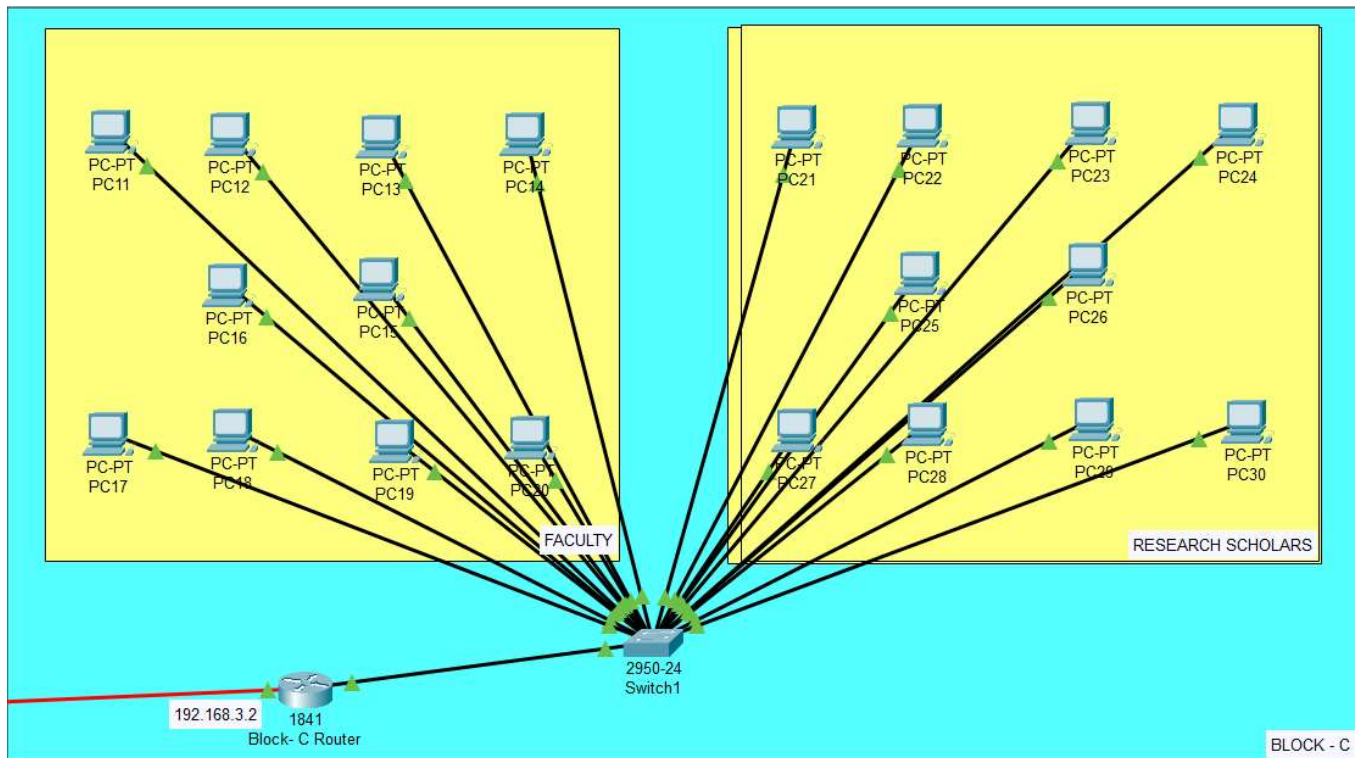 PC-PT
PC11
PC-PT
PC12
PC-PT
PC13
PC-PT
PC14
PC-PT
PC16
PC-PT
PC15
PC-PT
PC17
PC-PT
PC18
PC-PT
PC19
PC-PT
PC20
FACULTY
PC-PT
PC21
PC-PT
PC22
PC-PT
PC23
PC-PT
PC24
PC-PT
PC25
PC-PT
PC26
PC-PT
PC27
PC-PT
PC28
PC-PT
PC29
PC-PT
PC30
RESEARCH SCHOLARS
2950-24
Switch1
192.168.3.2
1841
Block- C Router
BLOCK - C